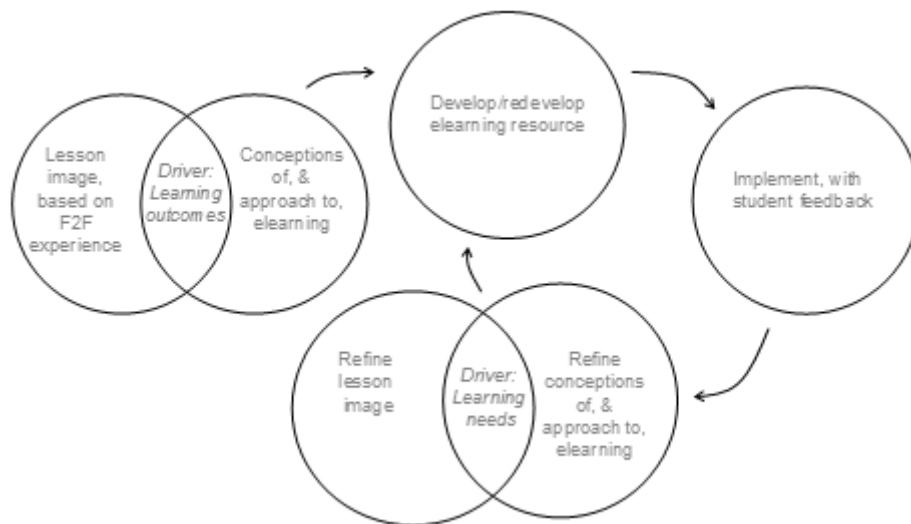 Lesson
image,
based on
F2F
experience
Driver:
Learning
outcomes
Conceptions
of, &
approach to,
elearning
Develop/redevelop
elearning resource
Implement, with
student feedback
Refine
lesson
image
Driver:
Learning
needs
Refine
conceptions
of, &
approach to,
elearning